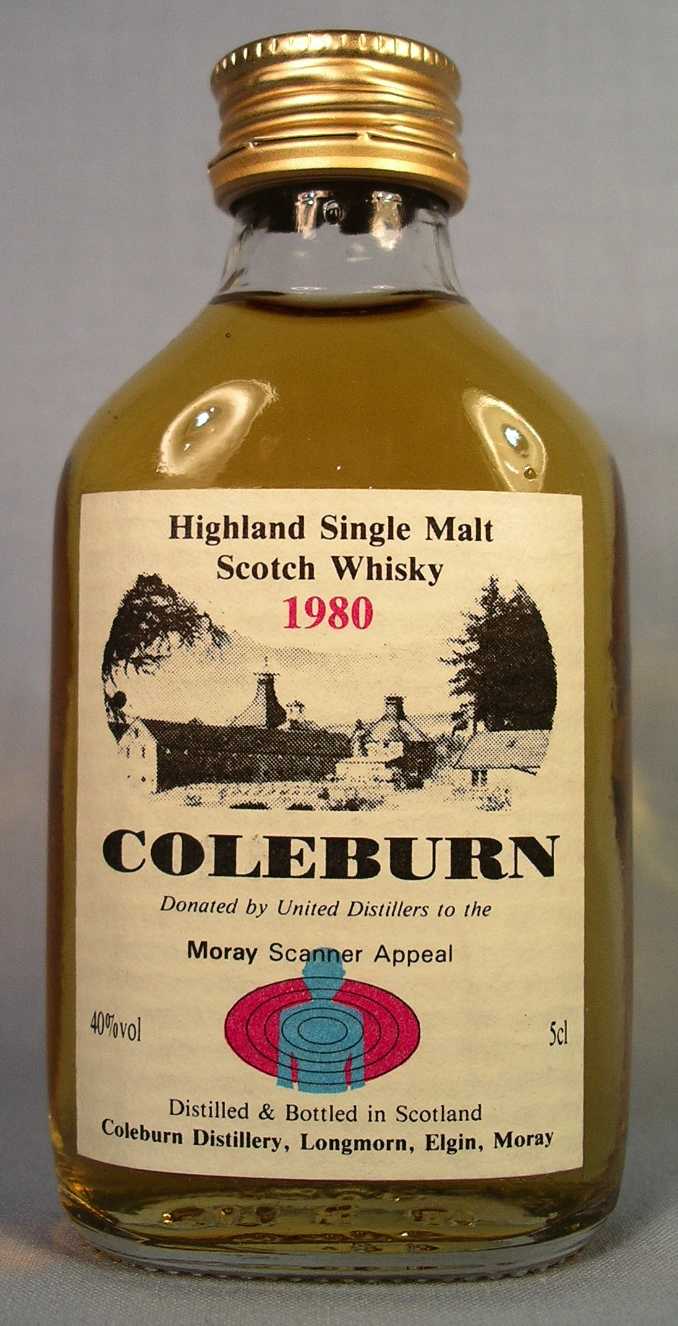 Highland Single Malt
Scotch Whisky
1980
COLEBURN
Donated by United Distillers to the
Moray Scanner Appeal
40%vol
5cl
Distilled & Bottled in Scotland
Coleburn Distillery, Longmorn, Elgin, Moray